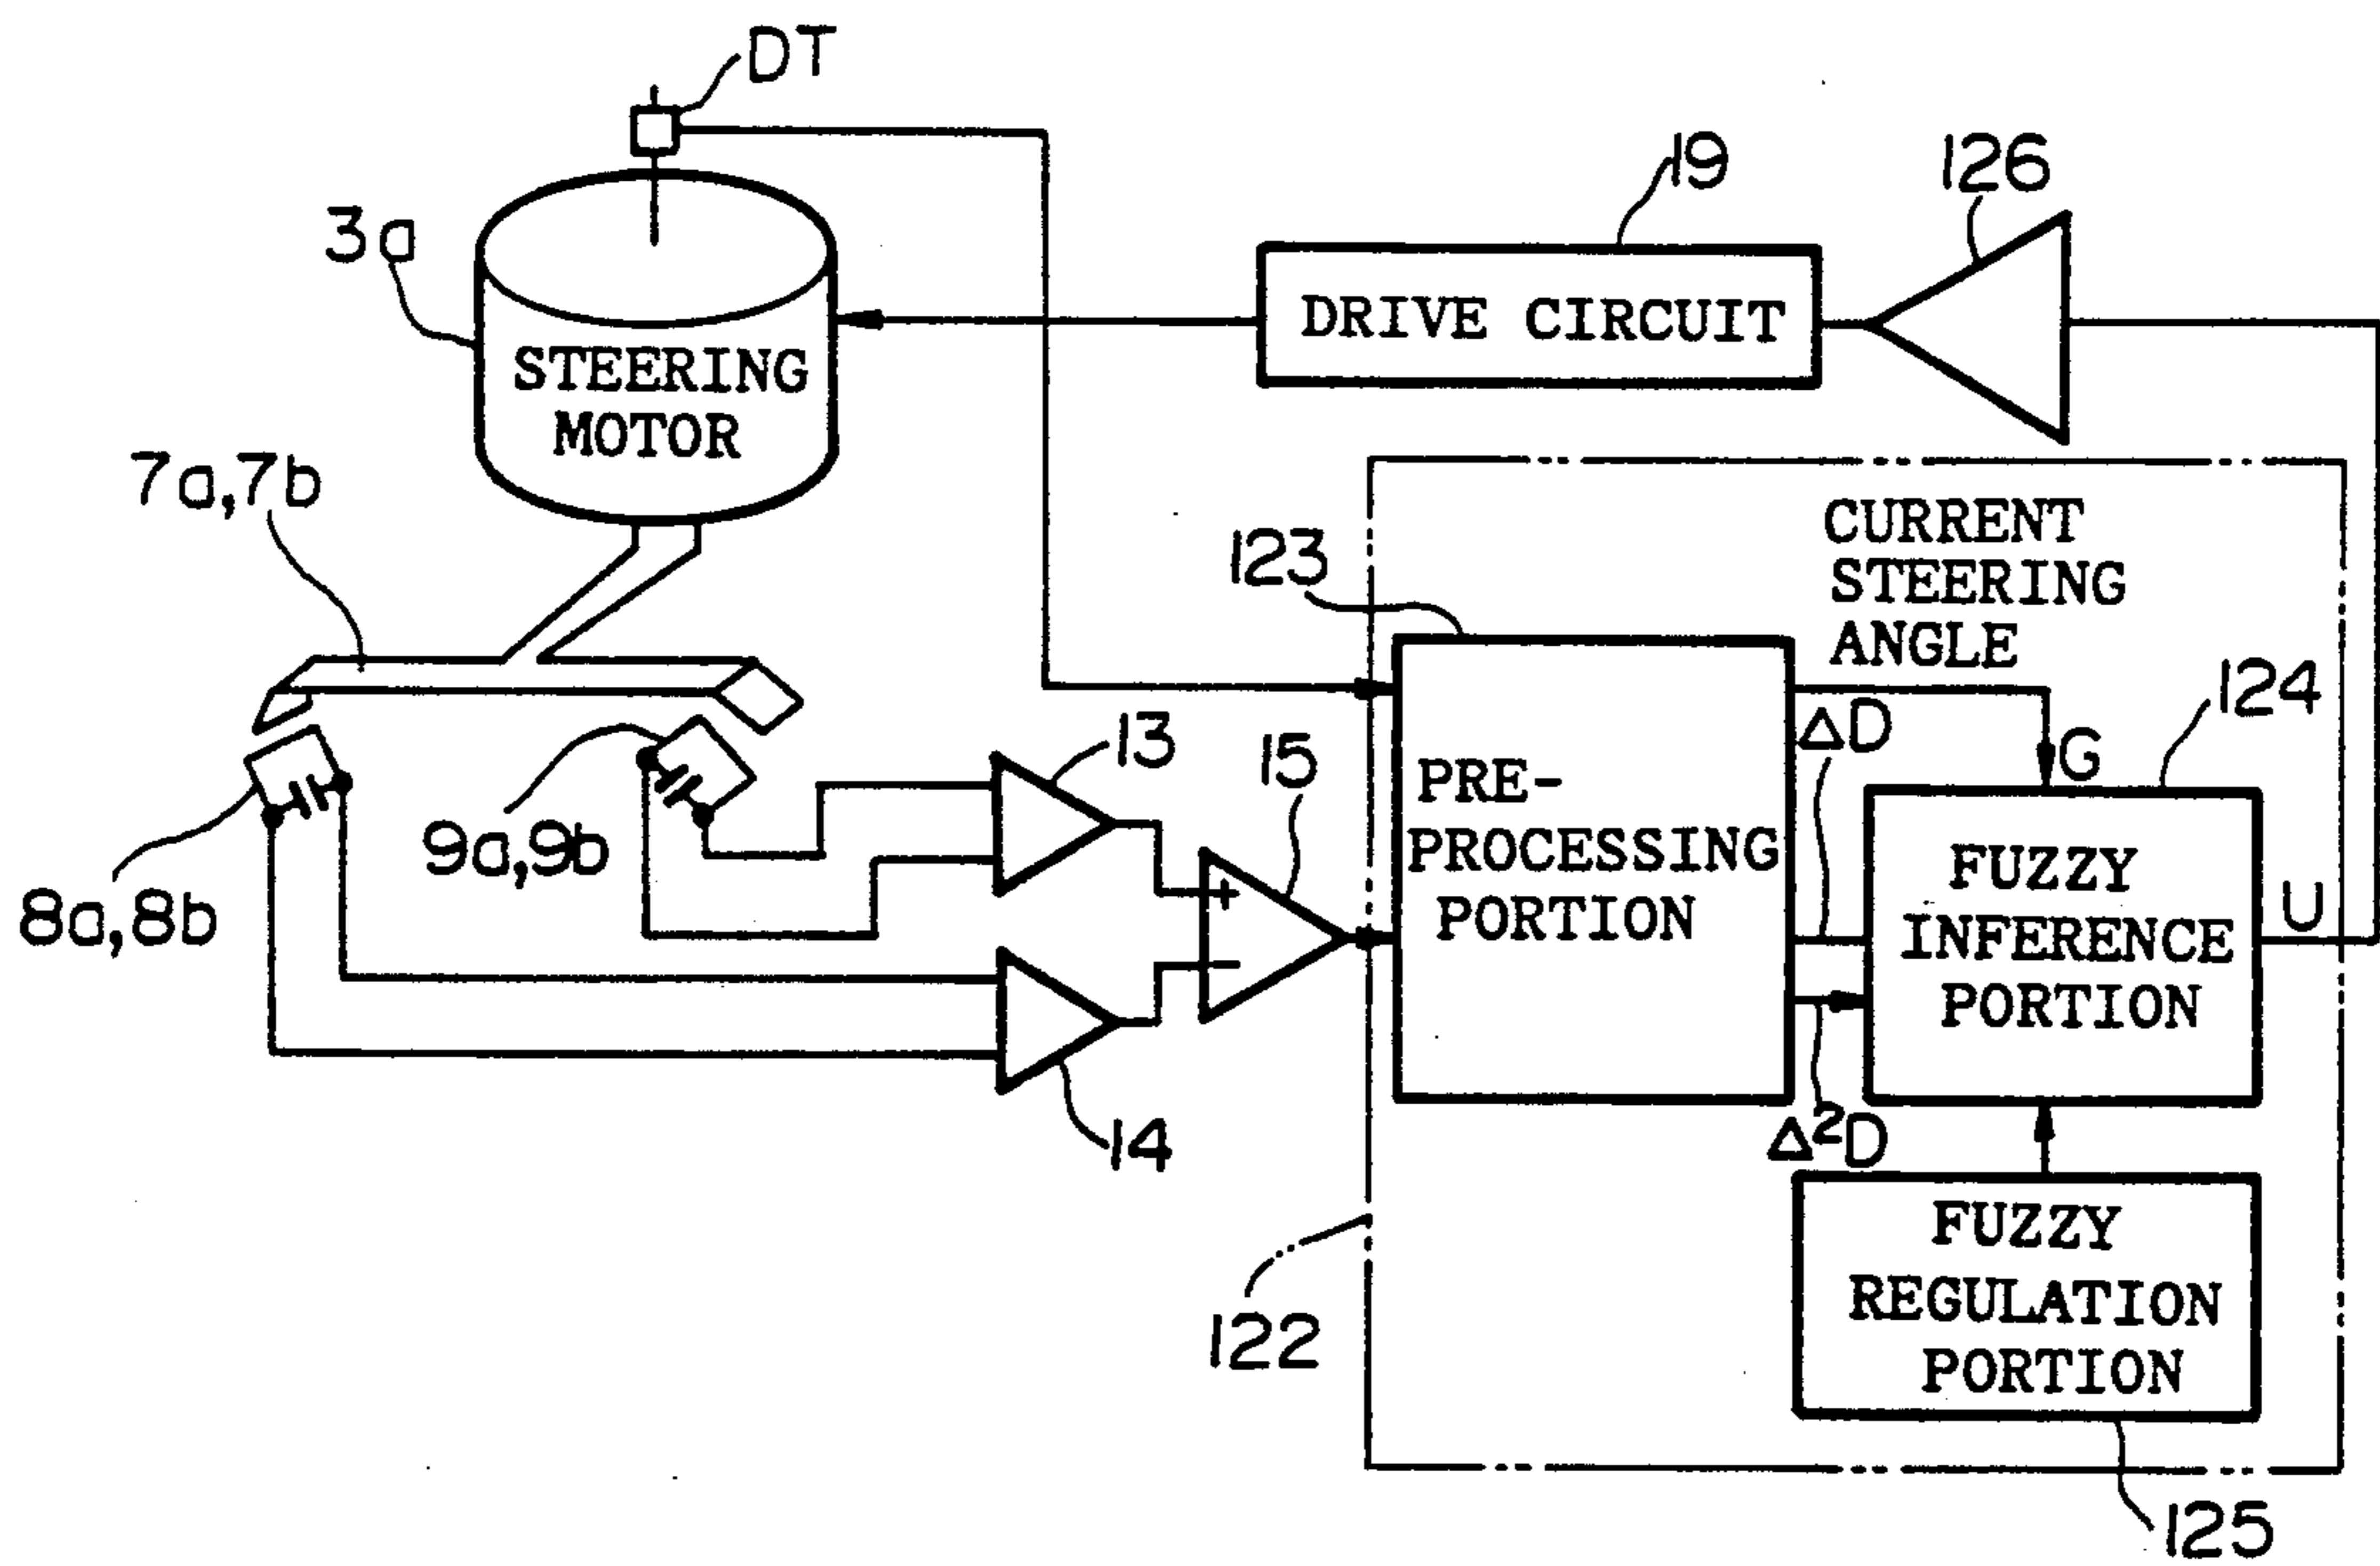 DT
3a
STEERING
MOTOR
19
126
DRIVE CIRCUIT
7a,7b
123
CURRENT
STEERING
ANGLE
124
ΔD
G
13
15
PRE-
PROCESSING
PORTION
9a,9b
8a,8b
+
−
FUZZY
INFERENCE
PORTION
U
14
Δ²D
122
FUZZY
REGULATION
PORTION
125